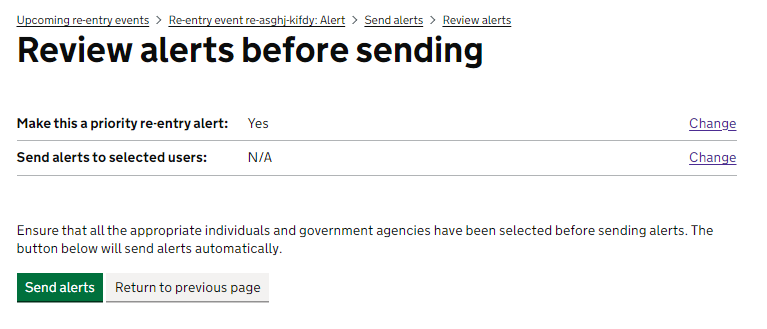 Upcoming re-entry events > Re-entry event re-asghj-kifdy: Alert > Send alerts > Review alerts
Review alerts before sending
Make this a priority re-entry alert: Yes Change
Send alerts to selected users: N/A Change
Ensure that all the appropriate individuals and government agencies have been selected before sending alerts. The
button below will send alerts automatically.
Send alerts Return to previous page